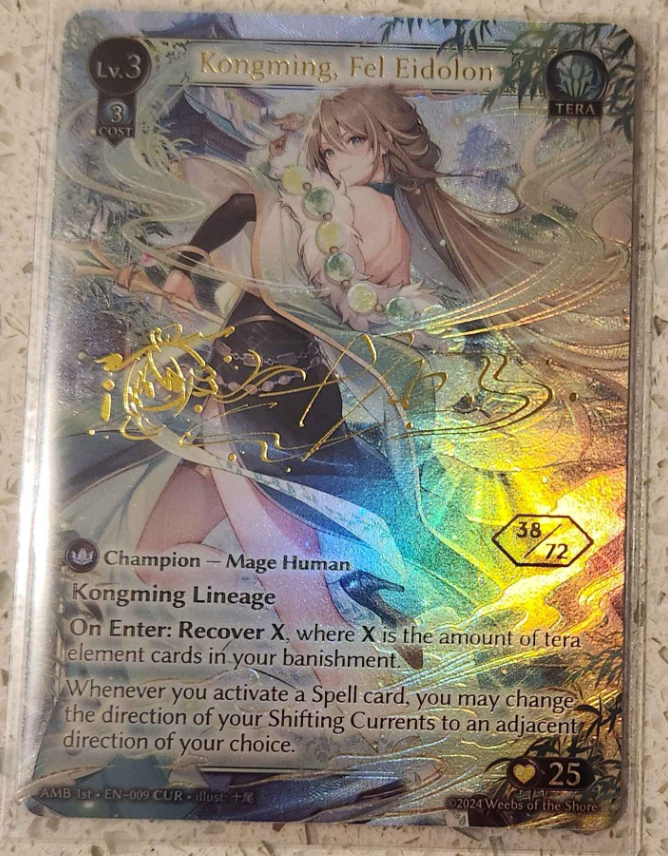 Lv.3
Kongming, Fel Eidolon
3
COST
TERA
38/72
Champion — Mage Human
Kongming Lineage
On Enter: Recover X, where X is the amount of tera
element cards in your banishment.
Whenever you activate a Spell card, you may change
the direction of your Shifting Currents to an adjacent
direction of your choice.
25
AMB 1st • EN-009 CUR • illust: 十尾
©2024 Weebs of the Shore